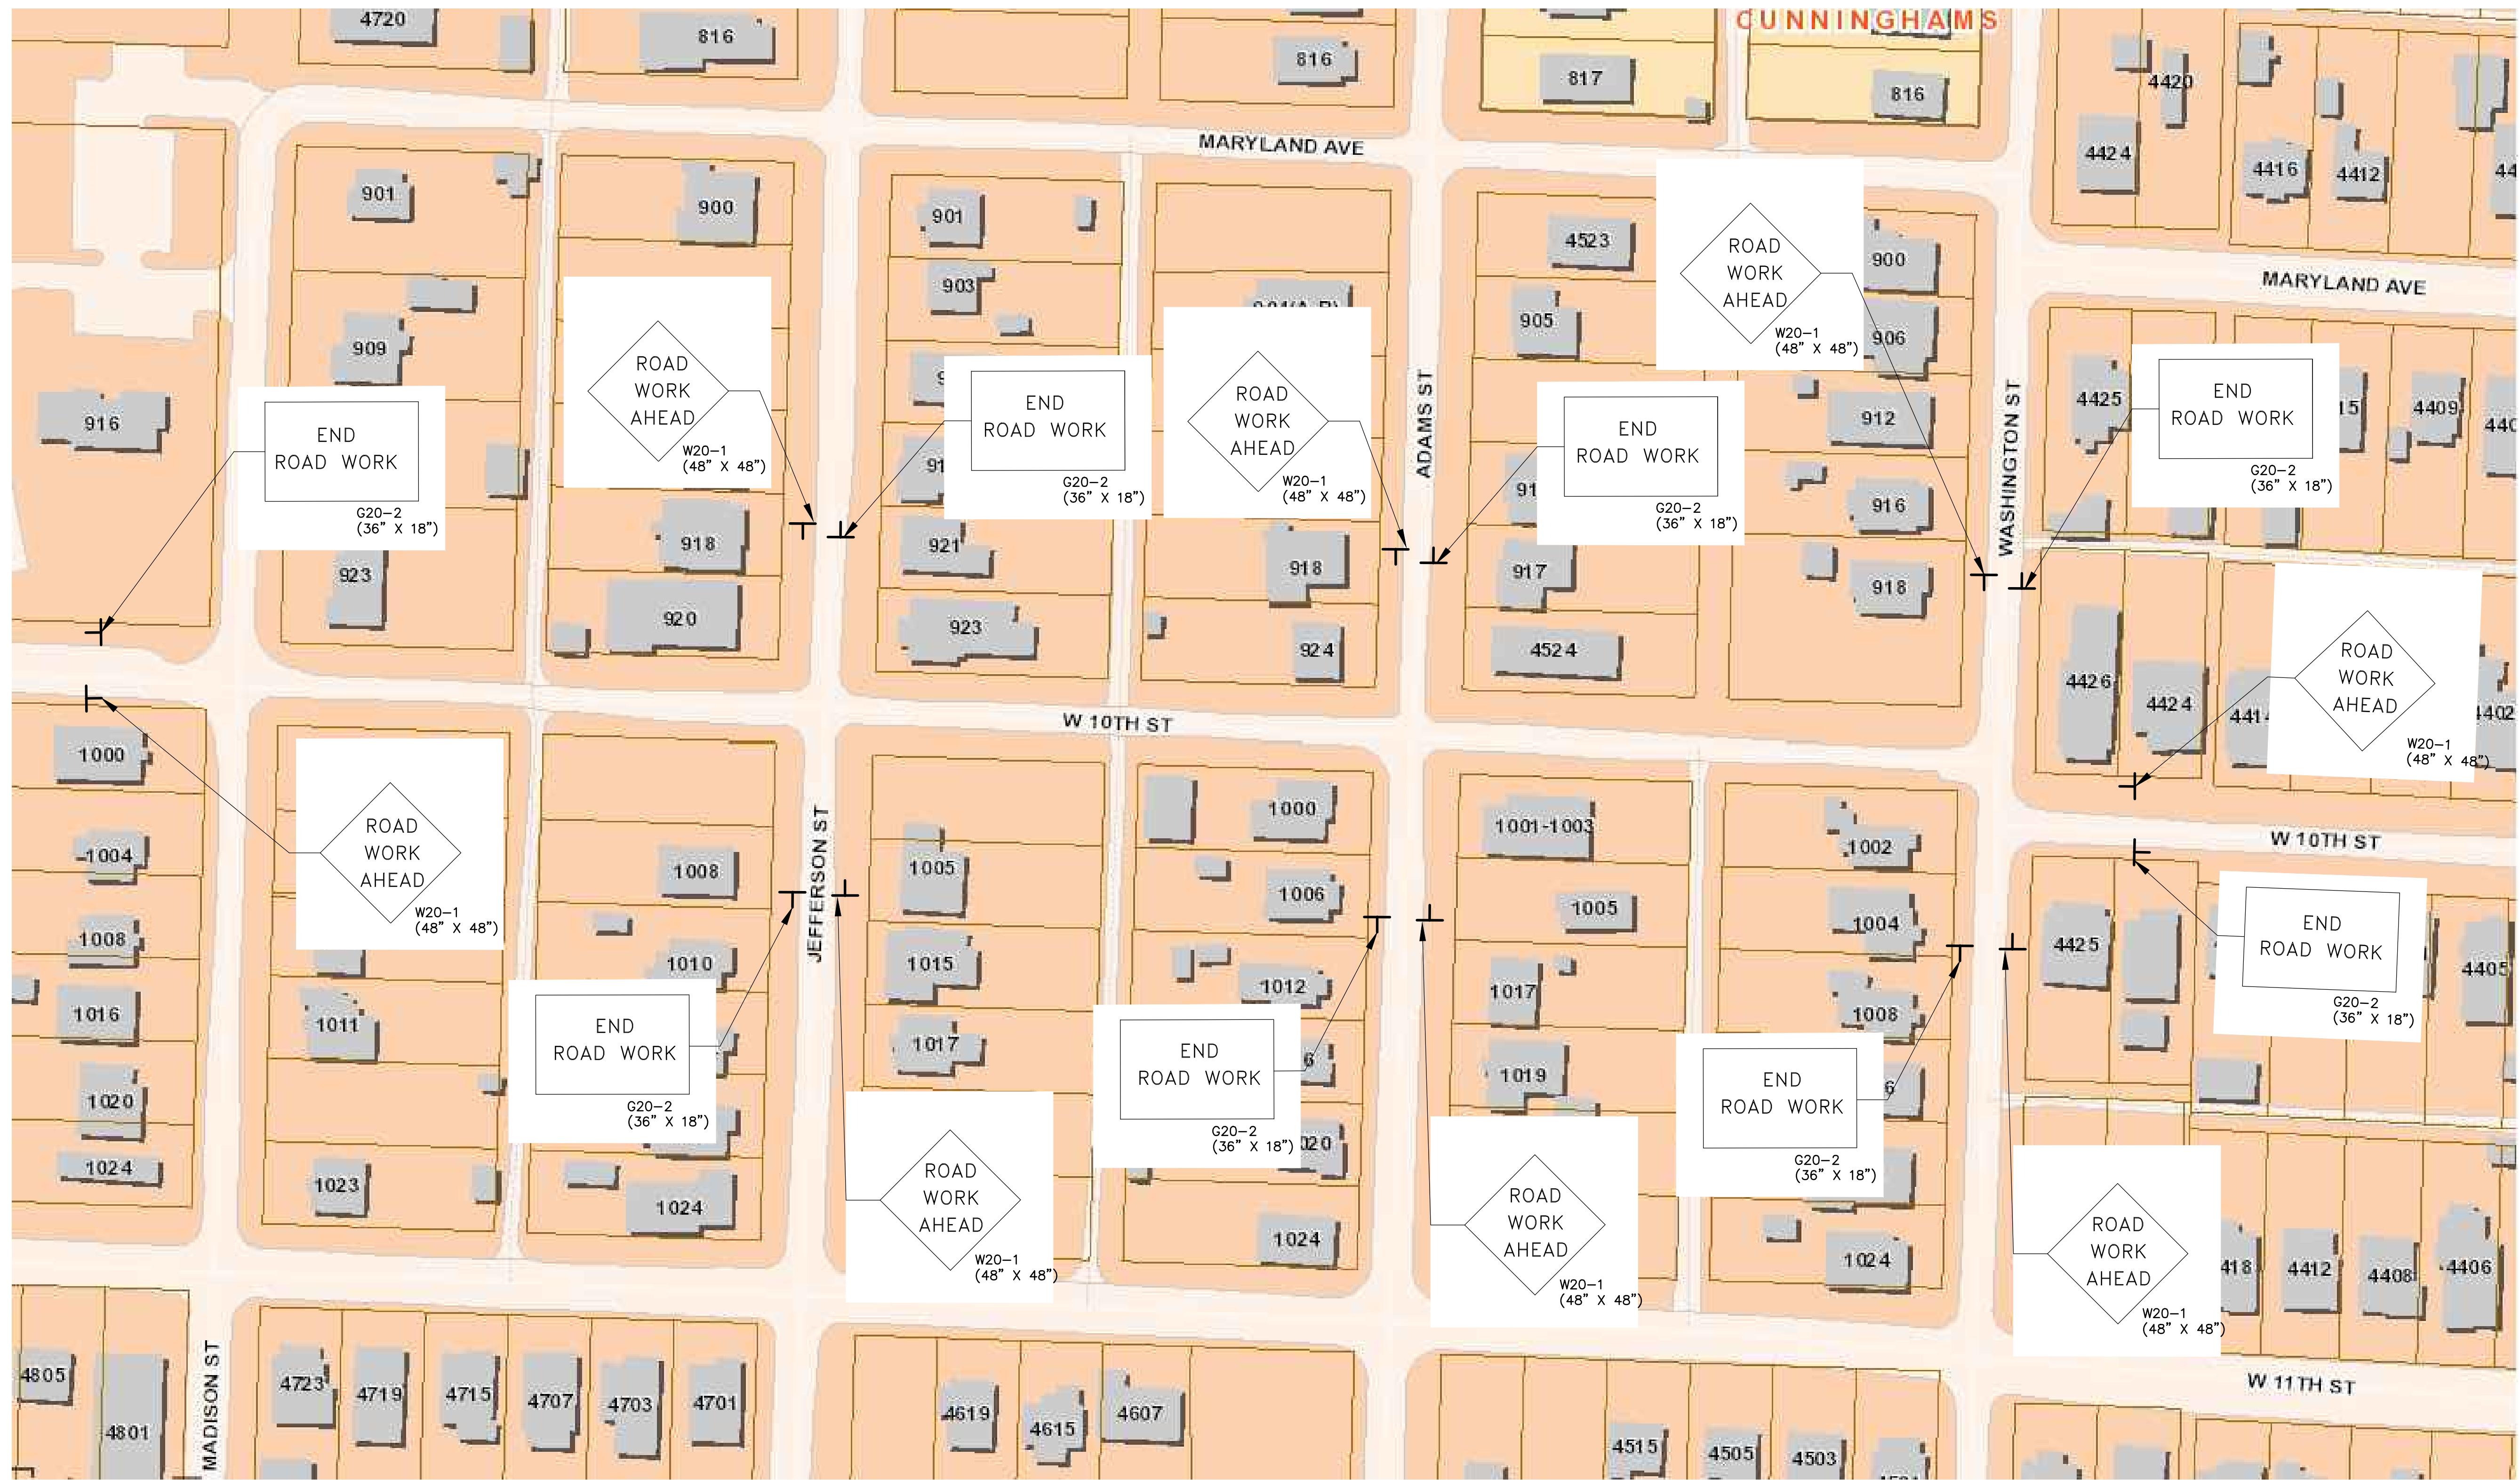 4720
816
816
817
CUNNINGHAMS
816
4420
4424
4416
4412
44
MARYLAND AVE
901
900
901
903
4523
905
900
906
912
916
918
MARYLAND AVE
909
916
923
918
920
921
923
918
924
917
4524
4425
4409
4426
4424
ADAMS ST
WASHINGTON ST
END
ROAD WORK
G20-2
(36" X 18")
ROAD
WORK
AHEAD
W20-1
(48" X 48")
END
ROAD WORK
G20-2
(36" X 18")
ROAD
WORK
AHEAD
W20-1
(48" X 48")
END
ROAD WORK
G20-2
(36" X 18")
ROAD
WORK
AHEAD
W20-1
(48" X 48")
END
ROAD WORK
G20-2
(36" X 18")
ROAD
WORK
AHEAD
W20-1
(48" X 48")
W 10TH ST
W 10TH ST
1000
1004
1008
1016
1020
1024
ROAD
WORK
AHEAD
W20-1
(48" X 48")
1011
1023
1008
1010
1024
JEFFERSON ST
END
ROAD WORK
G20-2
(36" X 18")
1005
1015
1017
ROAD
WORK
AHEAD
W20-1
(48" X 48")
1000
1006
1012
6
020
1024
END
ROAD WORK
G20-2
(36" X 18")
1001-1003
1005
1017
1019
ROAD
WORK
AHEAD
W20-1
(48" X 48")
1002
1004
1008
6
1024
END
ROAD WORK
G20-2
(36" X 18")
4425
4405
END
ROAD WORK
G20-2
(36" X 18")
ROAD
WORK
AHEAD
W20-1
(48" X 48")
418
4412
4408
4406
W 11TH ST
MADISON ST
4805
4801
4723
4719
4715
4707
4703
4701
4619
4615
4607
4515
4505
4503